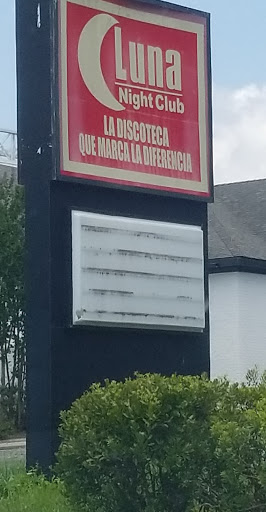 Luna
Night Club
LA DISCOTECA
QUE MARCA LA DIFERENCIA